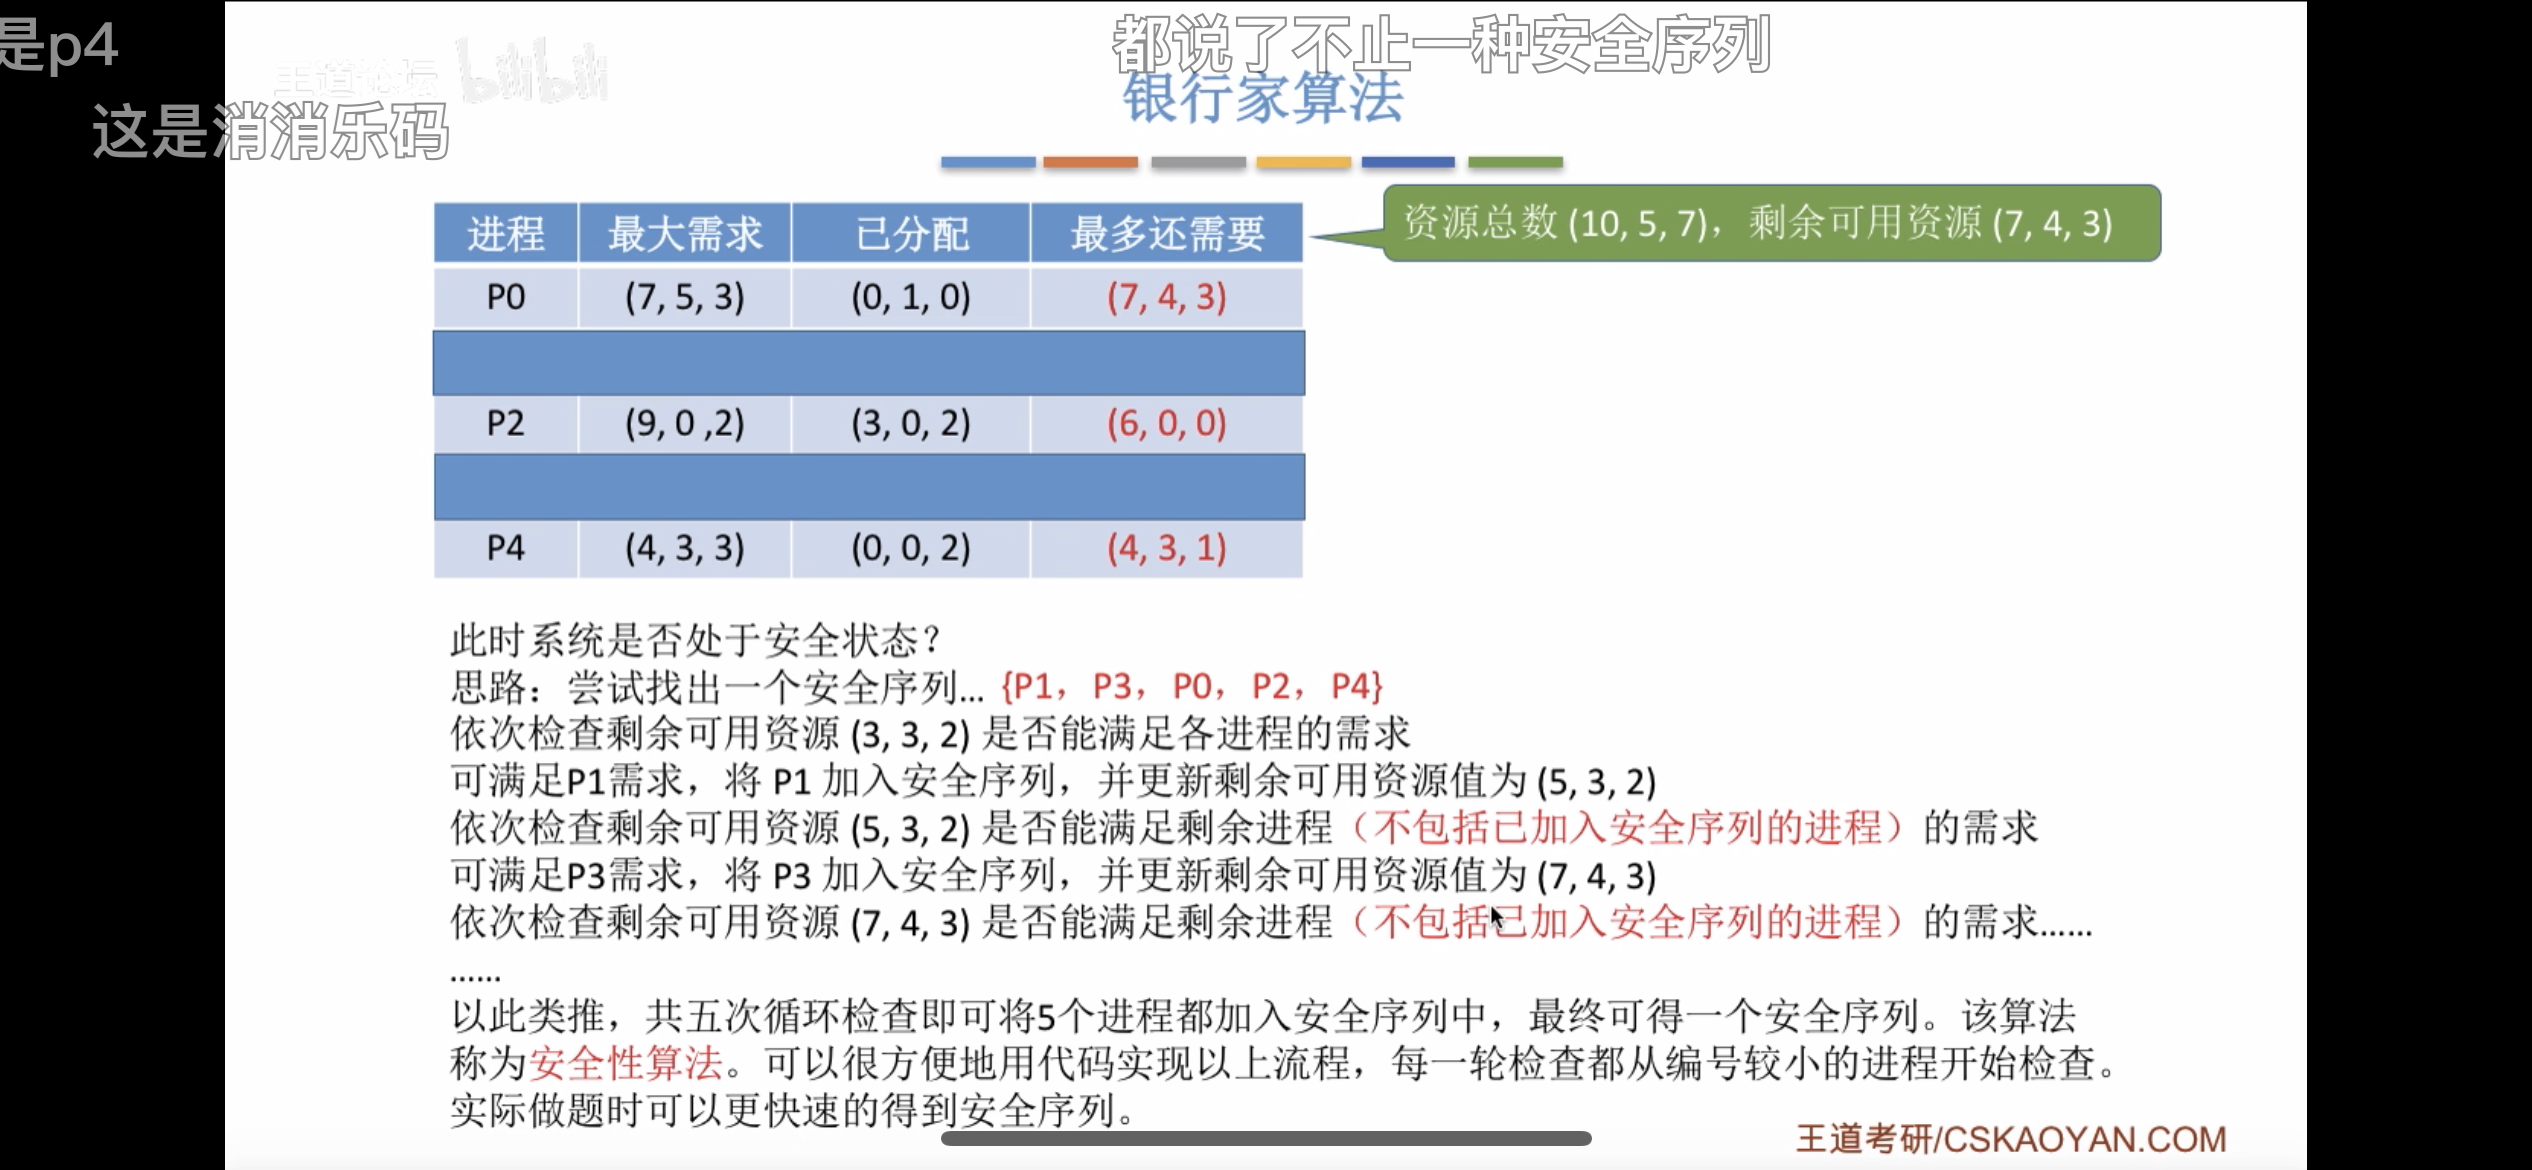 是p4
都说了不止一种安全序列
王道论坛 bilibili
这是消消乐码
银行家算法
进程 最大需求 已分配 最多还需要
资源总数 (10, 5, 7)，剩余可用资源 (7, 4, 3)
P0 (7, 5, 3) (0, 1, 0) (7, 4, 3)
P2 (9, 0 ,2) (3, 0, 2) (6, 0, 0)
P4 (4, 3, 3) (0, 0, 2) (4, 3, 1)
此时系统是否处于安全状态？
思路：尝试找出一个安全序列... {P1，P3，P0，P2，P4}
依次检查剩余可用资源 (3, 3, 2) 是否能满足各进程的需求
可满足P1需求，将 P1 加入安全序列，并更新剩余可用资源值为 (5, 3, 2)
依次检查剩余可用资源 (5, 3, 2) 是否能满足剩余进程（不包括已加入安全序列的进程）的需求
可满足P3需求，将 P3 加入安全序列，并更新剩余可用资源值为 (7, 4, 3)
依次检查剩余可用资源 (7, 4, 3) 是否能满足剩余进程（不包括已加入安全序列的进程）的需求......
......
以此类推，共五次循环检查即可将5个进程都加入安全序列中，最终可得一个安全序列。该算法
称为安全性算法。可以很方便地用代码实现以上流程，每一轮检查都从编号较小的进程开始检查。
实际做题时可以更快速的得到安全序列。
王道考研/CSKAOYAN.COM